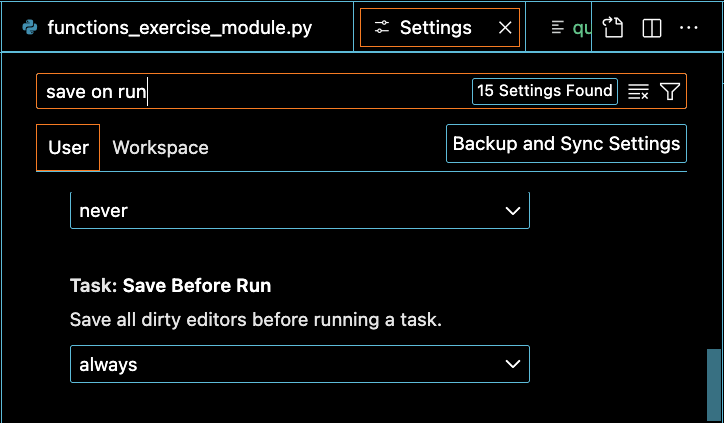 functions_exercise_module.py Settings qu
save on run 15 Settings Found
User Workspace Backup and Sync Settings
never
Task: Save Before Run
Save all dirty editors before running a task.
always